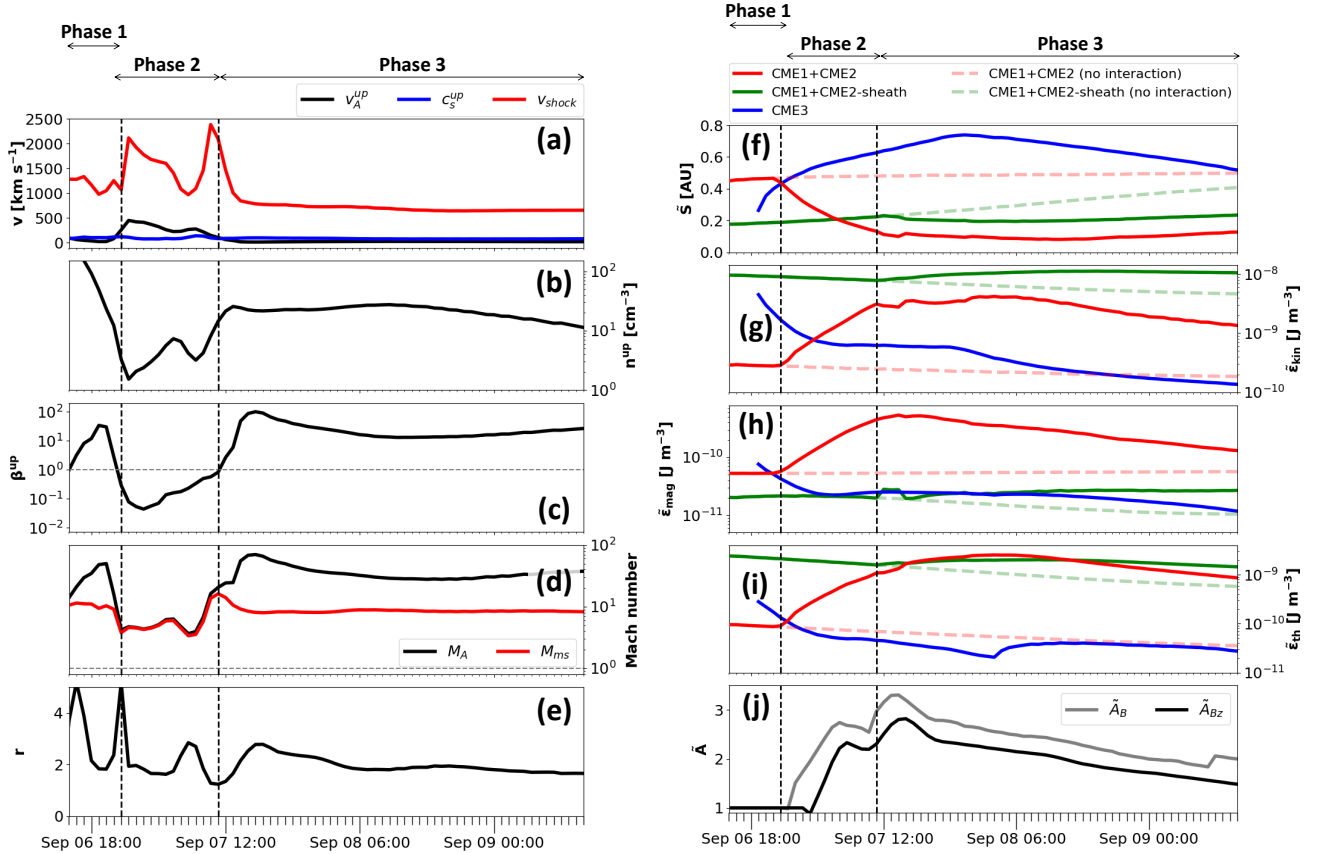 Phase 1
Phase 2
Phase 3
v_A^up c_s^up v_shock
2500
2000
1500
1000
500
0
v [km s⁻¹]
(a)
10²
10¹
10⁰
n^up [cm⁻³]
(b)
10²
10¹
10⁰
10⁻¹
10⁻²
β^up
(c)
10²
10¹
10⁰
Mach number
(d)
M_A M_ms
4
2
0
r
(e)
Sep 06 18:00 Sep 07 12:00 Sep 08 06:00 Sep 09 00:00
Phase 1
Phase 2
Phase 3
CME1+CME2 CME1+CME2 (no interaction)
CME1+CME2-sheath CME1+CME2-sheath (no interaction)
CME3
0.8
0.6
0.4
0.2
0.0
S̃ [AU]
(f)
10⁻⁸
10⁻⁹
10⁻¹⁰
ε̃_kin [J m⁻³]
(g)
10⁻¹⁰
10⁻¹¹
ε̃_mag [J m⁻³]
(h)
10⁻⁹
10⁻¹⁰
10⁻¹¹
ε̃_th [J m⁻³]
(i)
3
2
1
Ã
(j)
Ã_B Ã_Bz
Sep 06 18:00 Sep 07 12:00 Sep 08 06:00 Sep 09 00:00